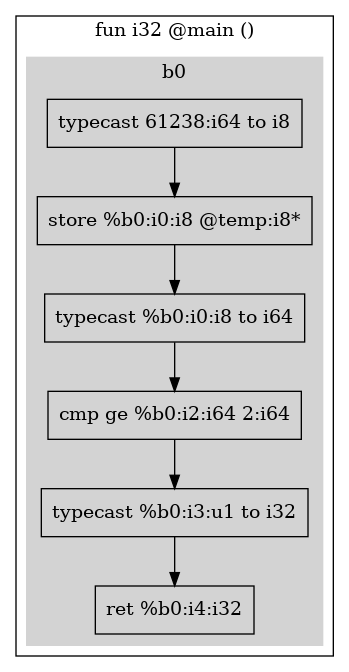 fun i32 @main ()
b0
typecast 61238:i64 to i8
store %b0:i0:i8 @temp:i8*
typecast %b0:i0:i8 to i64
cmp ge %b0:i2:i64 2:i64
typecast %b0:i3:u1 to i32
ret %b0:i4:i32